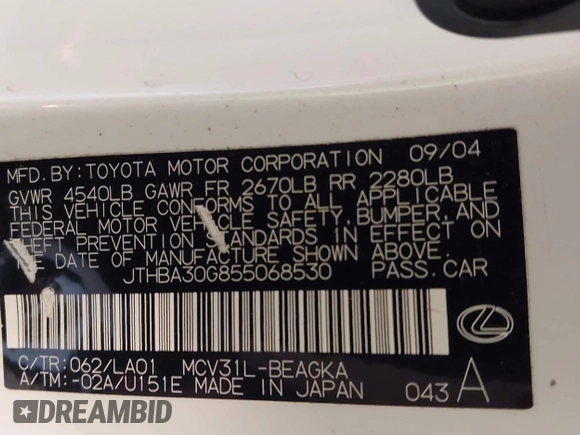 MFD. BY: TOYOTA MOTOR CORPORATION 09/04
GVWR 4540LB GAWR FR 2670LB RR 2280LB
THIS VEHICLE CONFORMS TO ALL APPLICABLE
FEDERAL MOTOR VEHICLE SAFETY, BUMPER, AND
THEFT PREVENTION STANDARDS IN EFFECT ON
THE DATE OF MANUFACTURE SHOWN ABOVE.
JTHBA30G855068530 PASS. CAR
C/TR: 062/LA01 MCV31L-BEAGKA
A/TM: -02A/U151E MADE IN JAPAN 043 A
DREAMBID